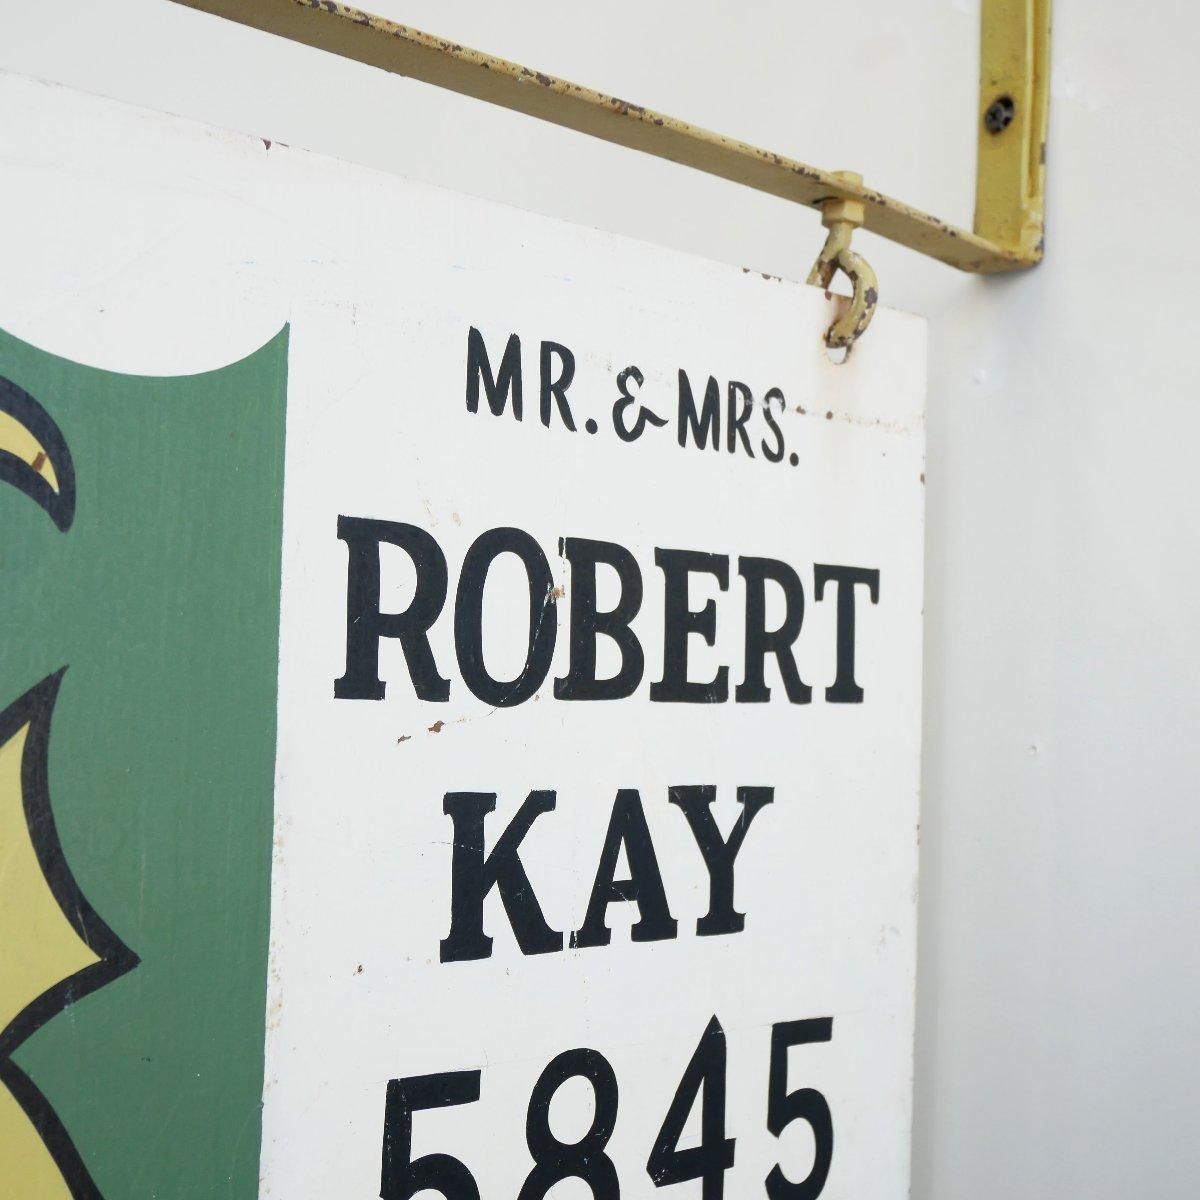 MR. & MRS.
ROBERT
KAY
5845